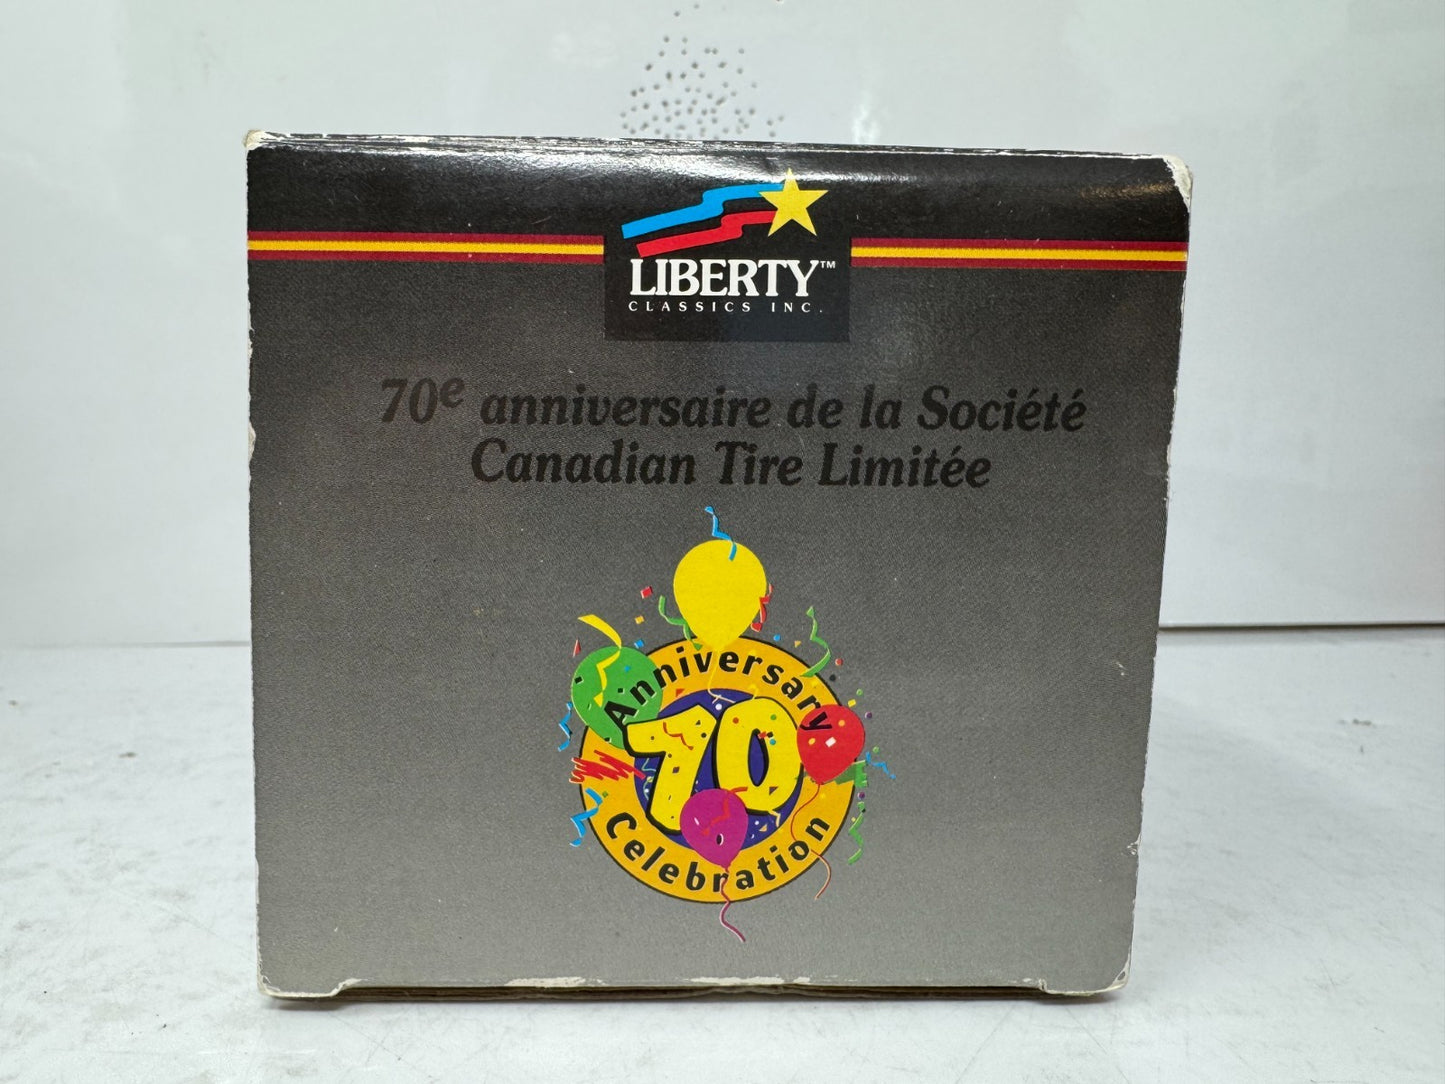 LIBERTY™
CLASSICS INC.
70e anniversaire de la Société
Canadian Tire Limitée
Anniversary
70
Celebration